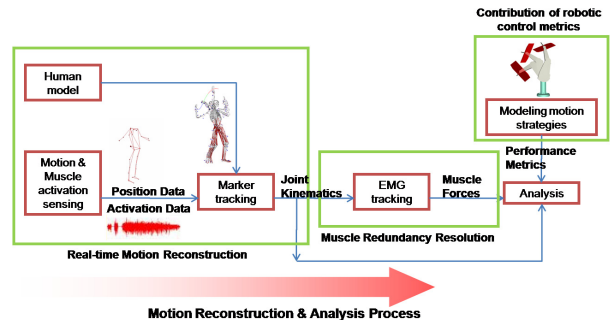 Contribution of robotic
control metrics
Human
model
Modeling motion
strategies
Performance
Metrics
Motion &
Muscle
activation
sensing
Position Data
Activation Data
Marker
tracking
Joint
Kinematics
EMG
tracking
Muscle
Forces
Analysis
Real-time Motion Reconstruction
Muscle Redundancy Resolution
Motion Reconstruction & Analysis Process